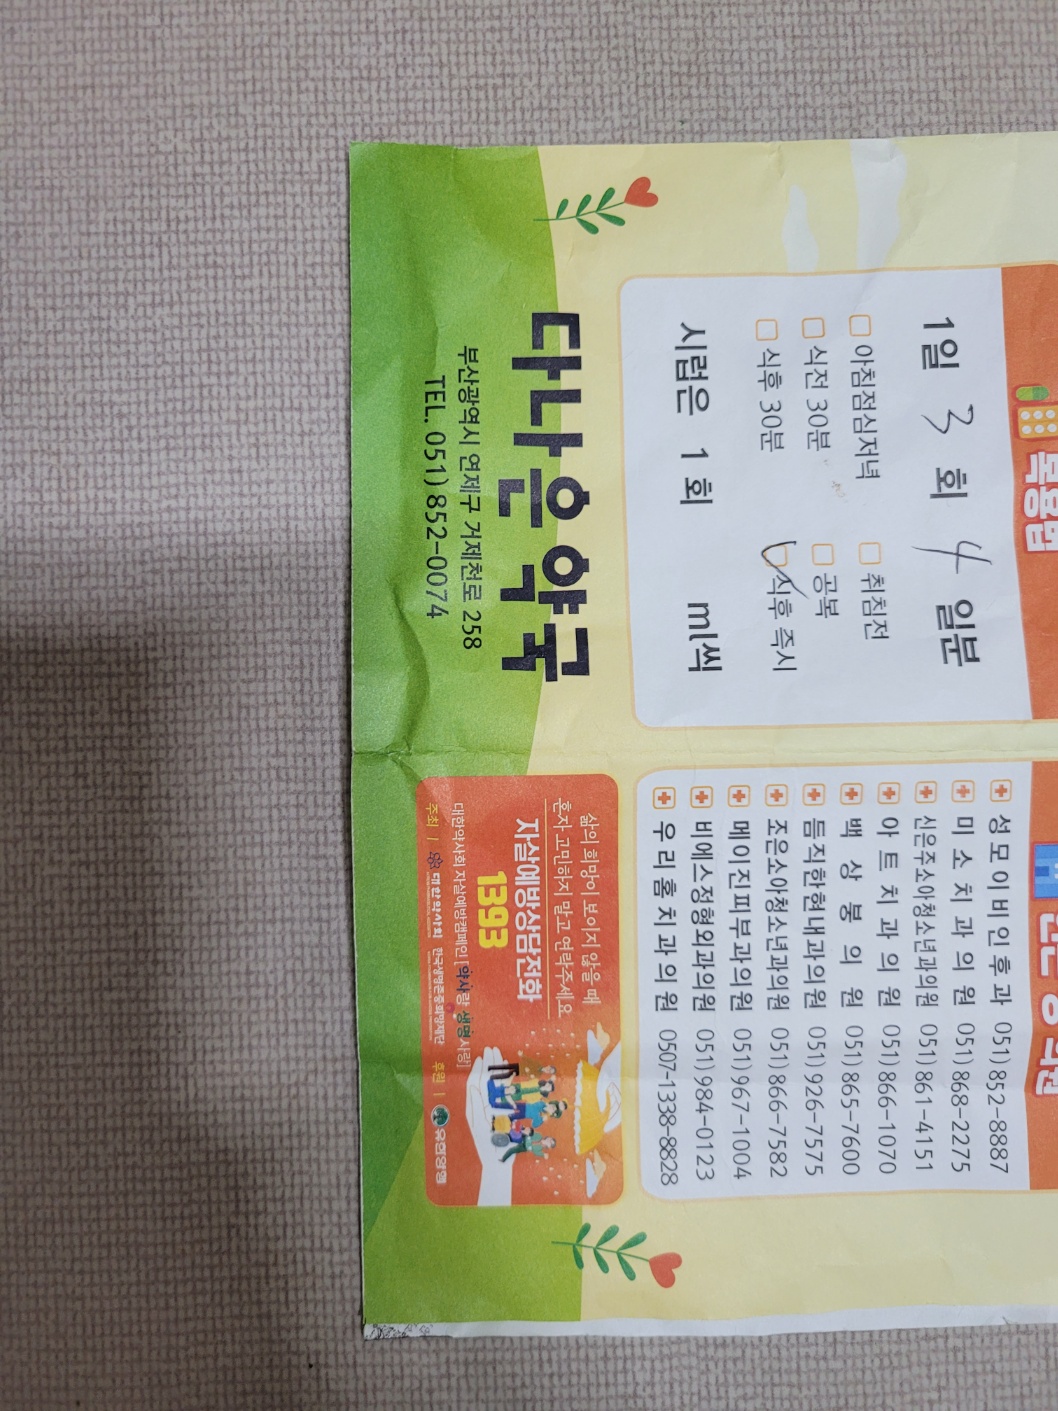 복용법
1일 3 회 4 일분
아침점심저녁 취침전
식전 30분 공복
식후 30분 식후 즉시
시럽은 1회 ml씩
다나은약국
부산광역시 연제구 거제천로 258
TEL. 051) 852-0074
성모이비인후과 051)852-8887
미소치과의원 051)868-2275
신은주소아청소년과의원 051)861-4151
아트치과의원 051)866-1070
백상봉의원 051)865-7600
듬직한현내과의원 051)926-7575
조은소아청소년과의원 051)866-7582
메이진피부과의원 051)967-1004
비에스정형외과의원 051)984-0123
우리홈치과의원 0507-1338-8828
삶의 희망이 보이지 않을 때
혼자 고민하지 말고 연락주세요
자살예방상담전화
1393
대한약사회 자살예방캠페인 [약사랑 생명사랑]
주최 | 대한약사회 한국생명존중희망재단 후원 | 유한양행